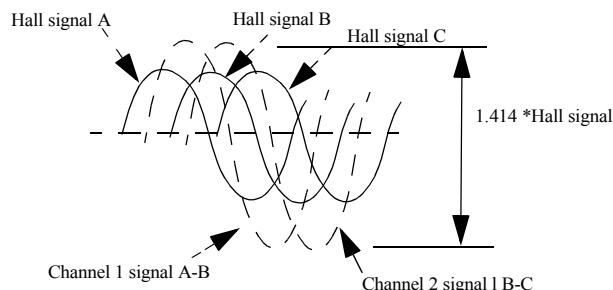 Hall signal A
Hall signal B
Hall signal C
1.414 *Hall signal
Channel 1 signal A-B
Channel 2 signal l B-C